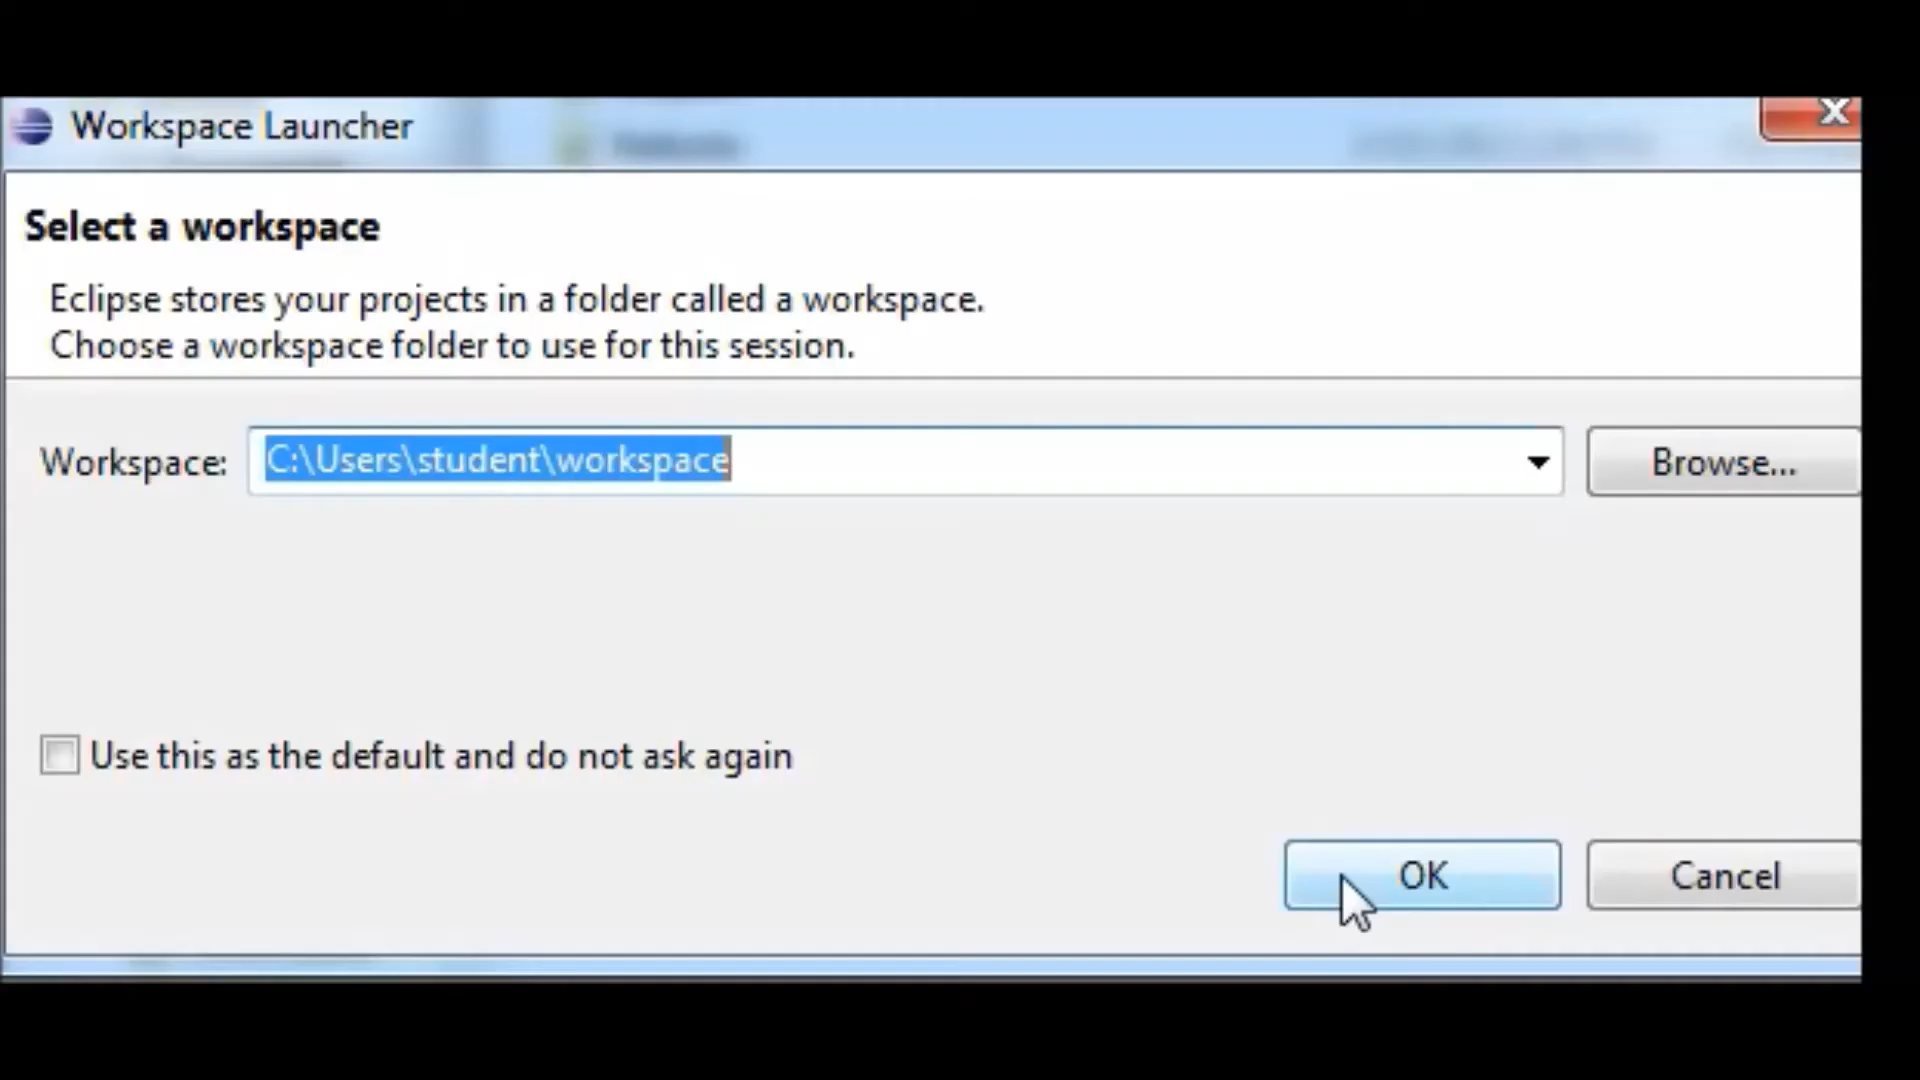 Workspace Launcher
Select a workspace
Eclipse stores your projects in a folder called a workspace.
Choose a workspace folder to use for this session.
Workspace: C:\Users\student\workspace Browse...
Use this as the default and do not ask again
OK Cancel